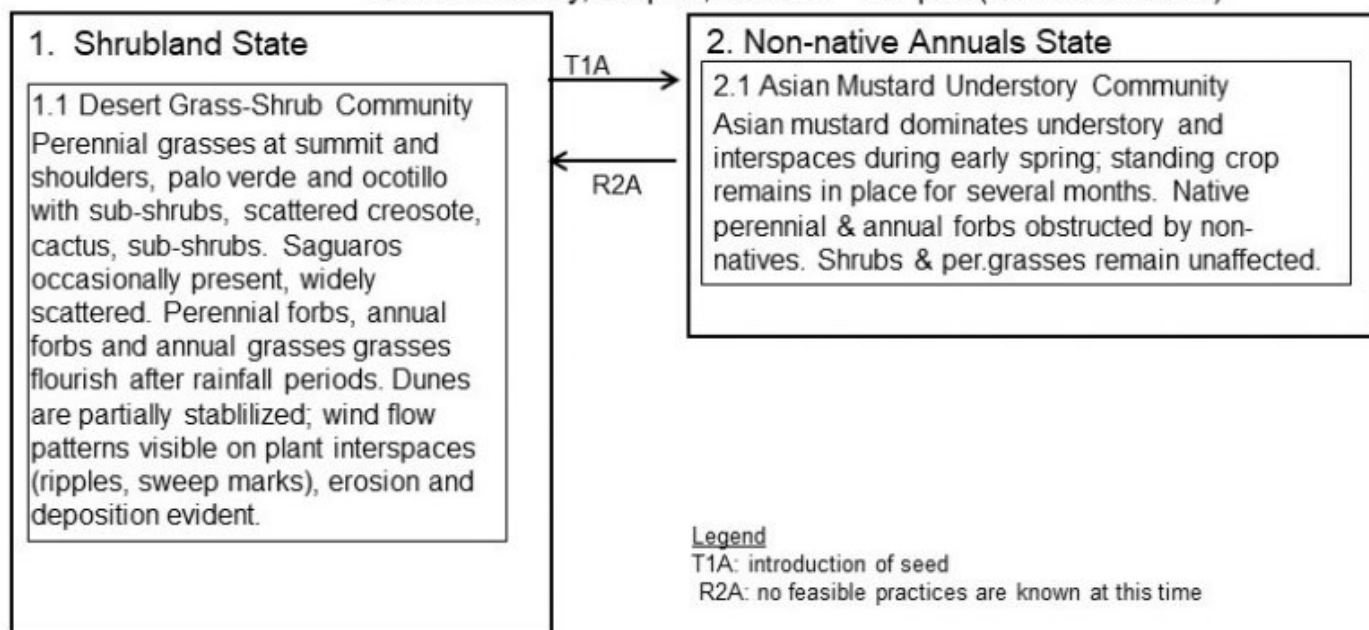 1. Shrubland State
1.1 Desert Grass-Shrub Community
Perennial grasses at summit and
shoulders, palo verde and ocotillo
with sub-shrubs, scattered creosote,
cactus, sub-shrubs. Saguaros
occasionally present, widely
scattered. Perennial forbs, annual
forbs and annual grasses grasses
flourish after rainfall periods. Dunes
are partially stablilized; wind flow
patterns visible on plant interspaces
(ripples, sweep marks), erosion and
deposition evident.
T1A
R2A
2. Non-native Annuals State
2.1 Asian Mustard Understory Community
Asian mustard dominates understory and
interspaces during early spring; standing crop
remains in place for several months. Native
perennial & annual forbs obstructed by non-
natives. Shrubs & per.grasses remain unaffected.
Legend
T1A: introduction of seed
R2A: no feasible practices are known at this time